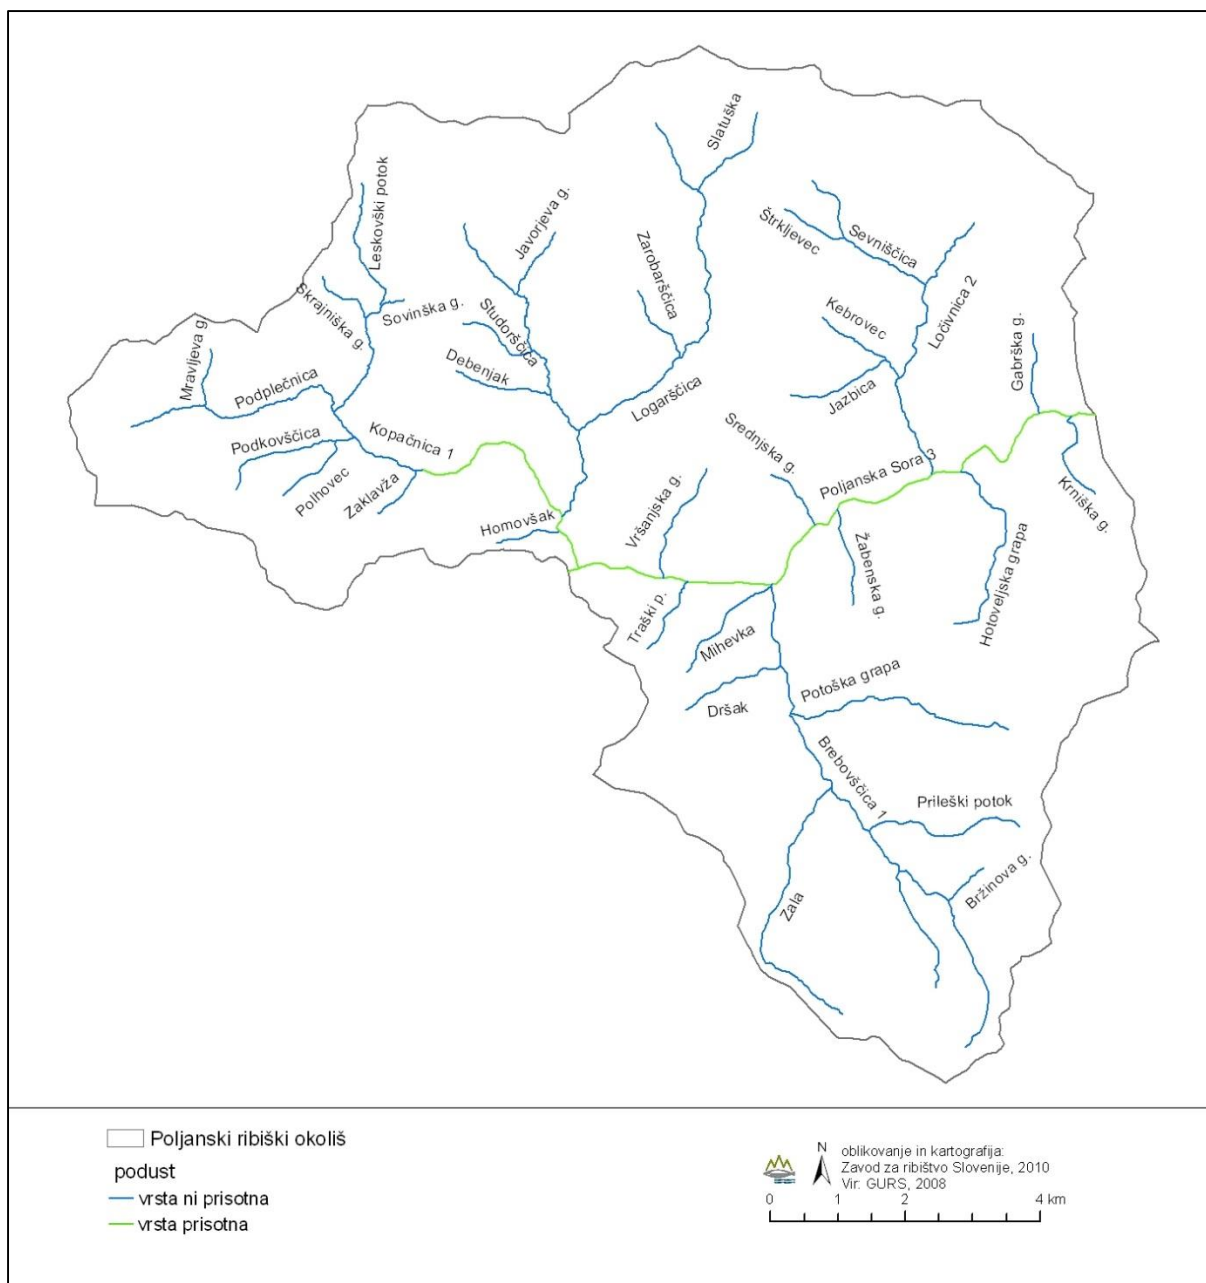 Slatuška
Leskovški potok
Javorjeva g.
Štrkljevec
Sevniščica
Zarobarščica
Ločivnica 2
Skrajniška g.
Sovinška g.
Studorščica
Kebrovec
Gabrška g.
Mravljeva g.
Debenjak
Podplečnica
Logarščica
Jazbica
Podkovščica
Kopačnica 1
Srednjska g.
Polhovec
Zaklavža
Poljanska Sora 3
Krniška g.
Homovšak
Vršanjska g.
Žabenska g.
Hotoveljska grapa
Traški p.
Mihevka
Potoška grapa
Dršak
Brebovščica 1
Prileški potok
Bržinova g.
Zala
Poljanski ribiški okoliš
podust
vrsta ni prisotna
vrsta prisotna
N
oblikovanje in kartografija:
Zavod za ribištvo Slovenije, 2010
Vir: GURS, 2008
0 1 2 4 km